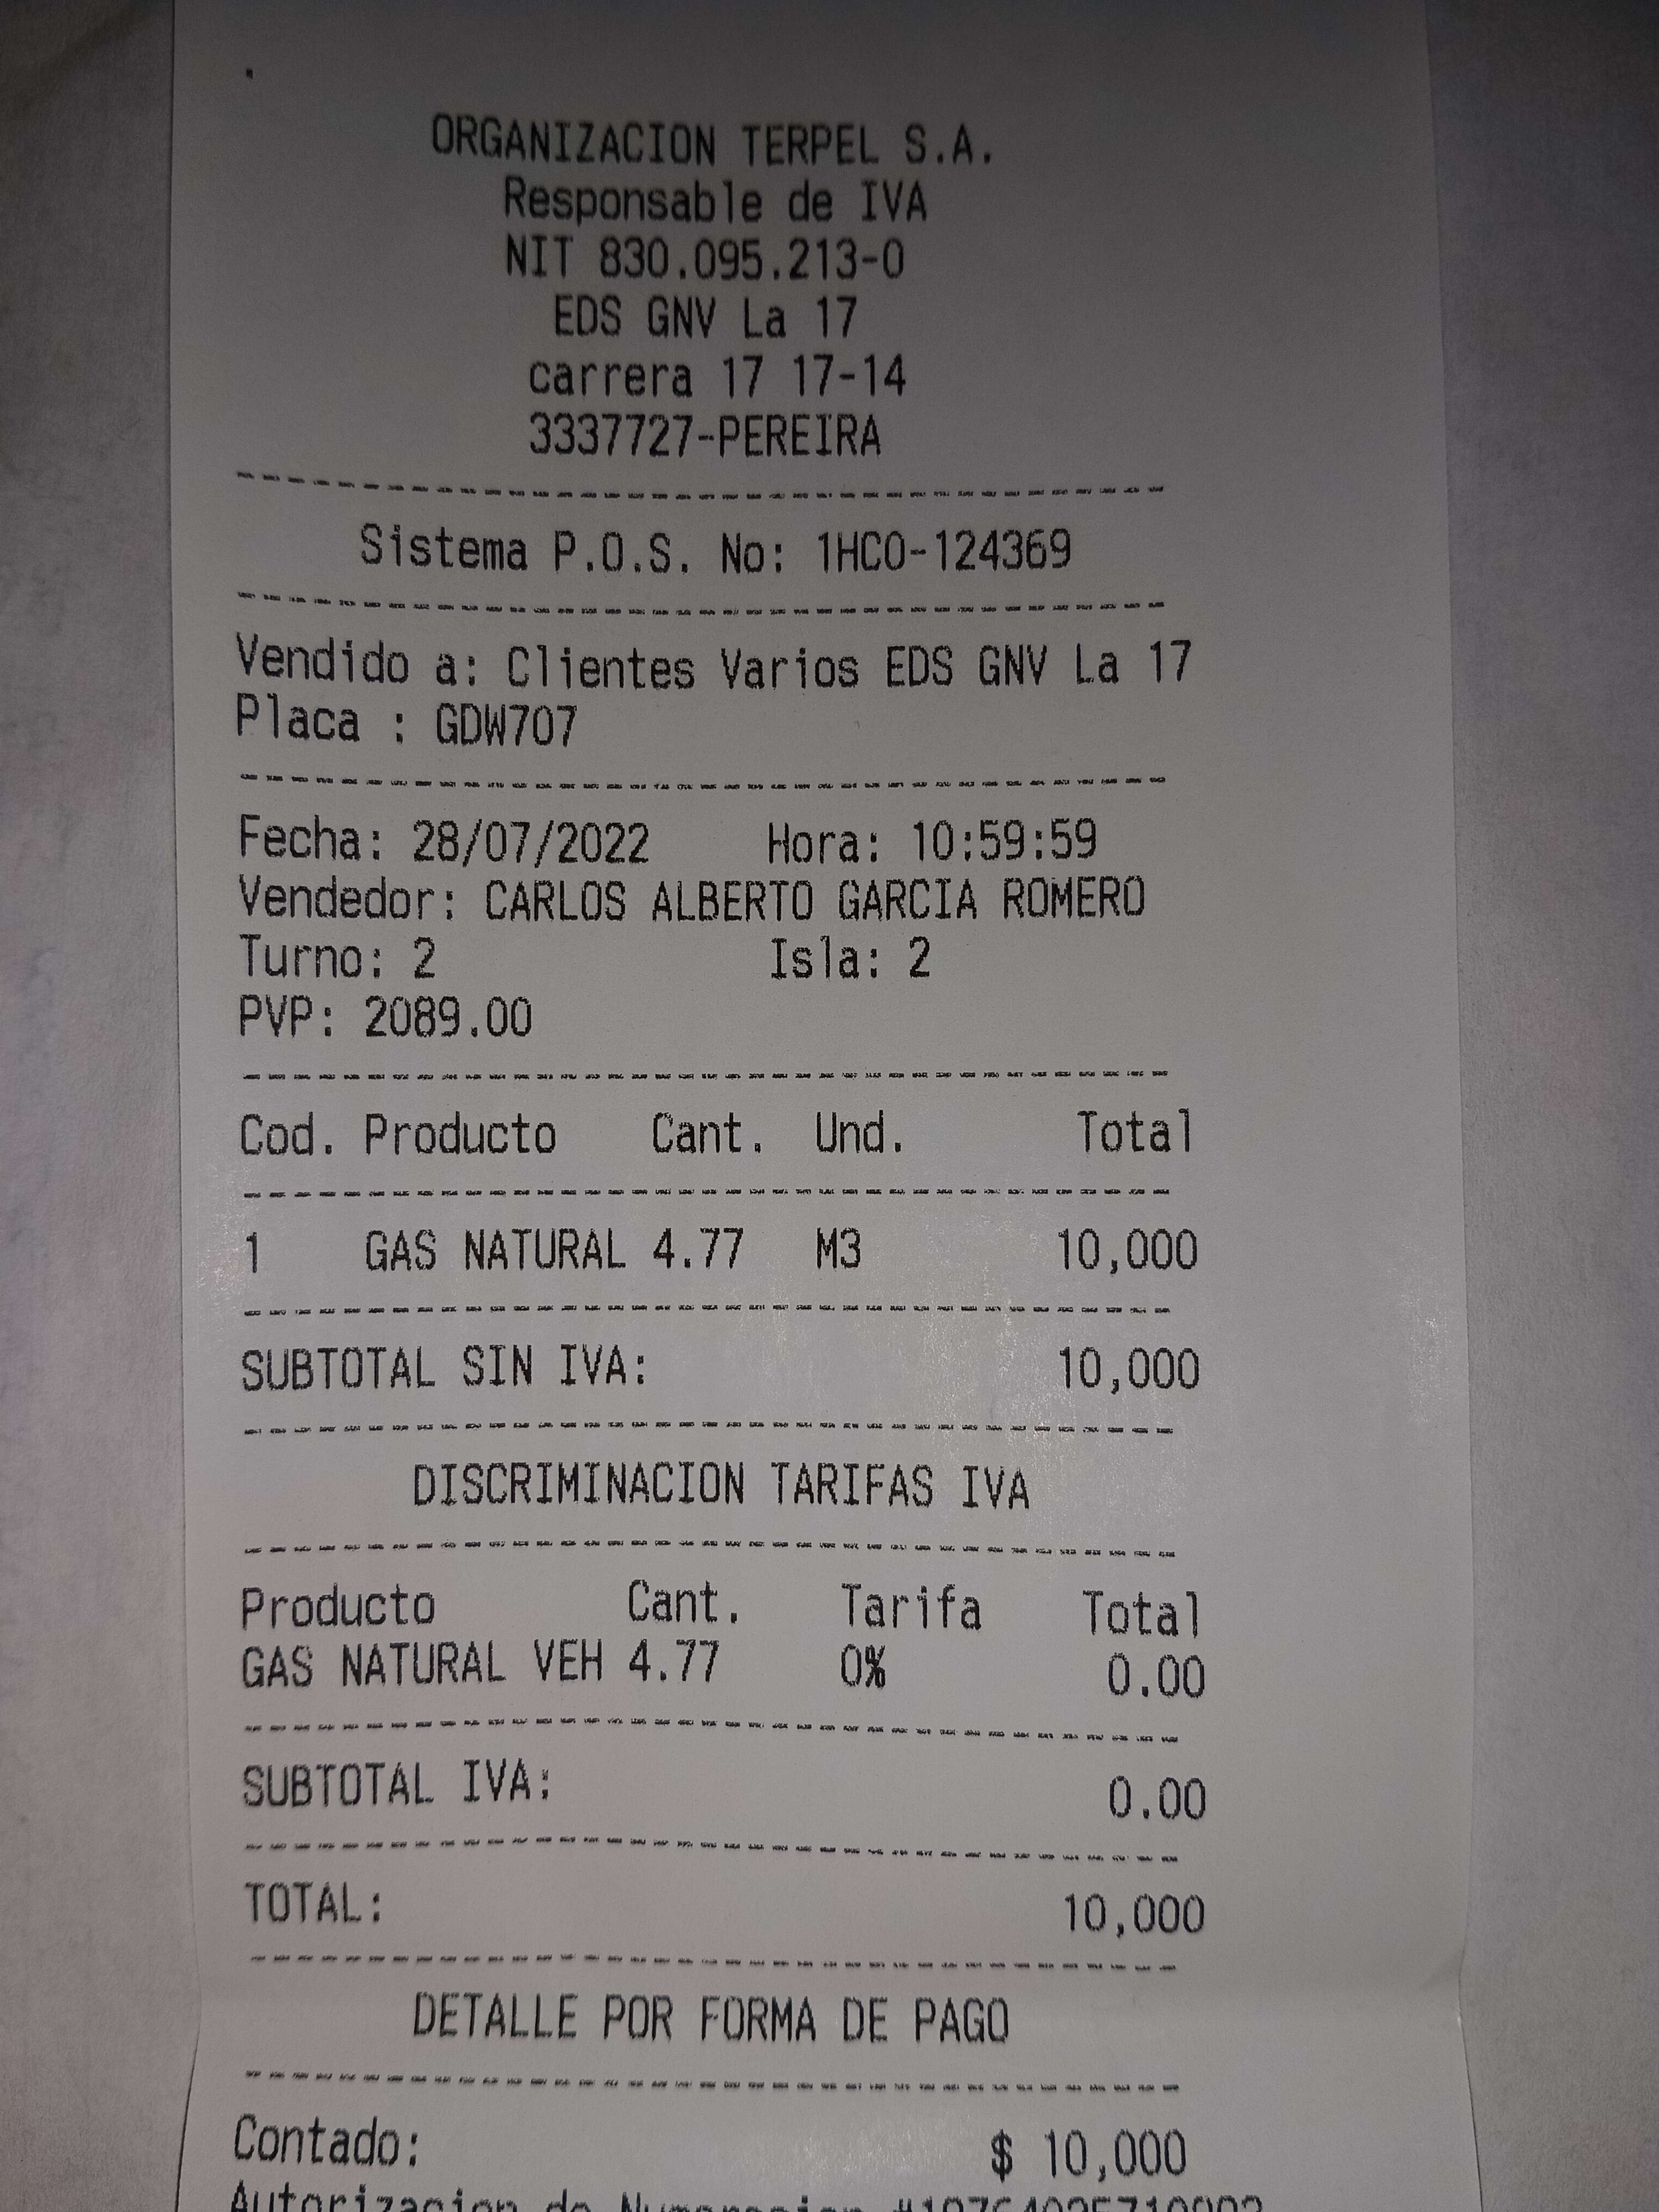 ORGANIZACION TERPEL S.A.
Responsable de IVA
NIT 830.095.213-0
EDS GNV La 17
carrera 17 17-14
3337727-PEREIRA
Sistema P.O.S. No: 1HCO-124369
Vendido a: Clientes Varios EDS GNV La 17
Placa : GDW707
Fecha: 28/07/2022 Hora: 10:59:59
Vendedor: CARLOS ALBERTO GARCIA ROMERO
Turno: 2 Isla: 2
PVP: 2089.00
Cod. Producto Cant. Und. Total
1 GAS NATURAL 4.77 M3 10,000
SUBTOTAL SIN IVA: 10,000
DISCRIMINACION TARIFAS IVA
Producto Cant. Tarifa Total
GAS NATURAL VEH 4.77 0% 0.00
SUBTOTAL IVA: 0.00
TOTAL: 10,000
DETALLE POR FORMA DE PAGO
Contado: $ 10,000
Autorizacion de Numeracion